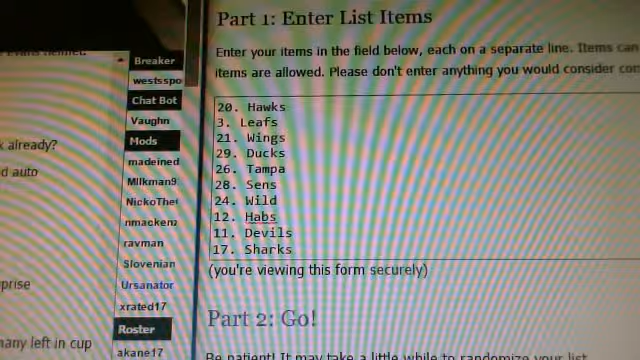 Part 1: Enter List Items
Enter your items in the field below, each on a separate line. Items can
items are allowed. Please don't enter anything you would consider
20. Hawks
3. Leafs
21. Wings
29. Ducks
26. Tampa
28. Sens
24. Wild
12. Habs
11. Devils
17. Sharks
(you're viewing this form securely)
Part 2: Go!
Be patient! It may take a little while to randomize your list
Breaker
westsspo
Chat Bot
Vaughn
Mods
madeined
MIlkman9
NickoThe
nmackenz
ravman
Slovenian
Ursanator
xrated17
Roster
akane17
already?
auto
prise
many left in cup